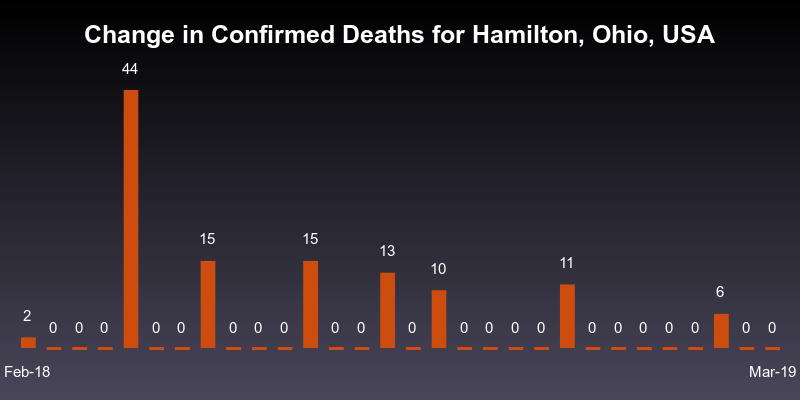 Change in Confirmed Deaths for Hamilton, Ohio, USA
2 0 0 0 44 0 0 15 0 0 0 15 0 0 13 0 10 0 0 0 0 11 0 0 0 0 0 6 0 0
Feb-18 Mar-19